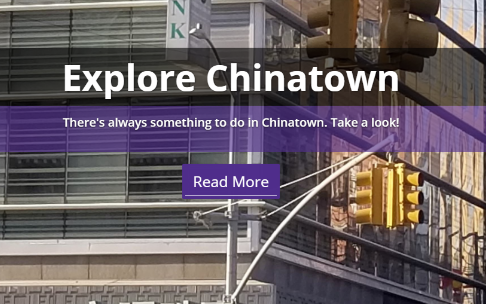 NK
Explore Chinatown
There's always something to do in Chinatown. Take a look!
Read More